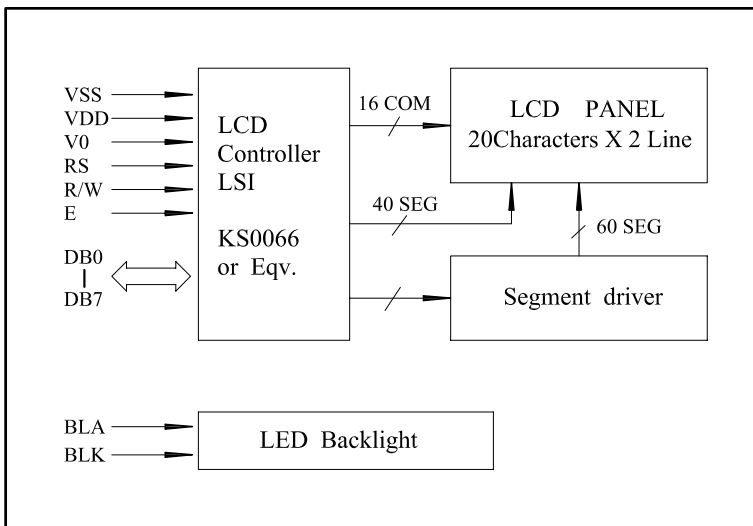 VSS
VDD
V0
RS
R/W
E
DB0
DB7
LCD
Controller
LSI
KS0066
or Eqv.
16 COM
40 SEG
LCD PANEL
20Characters X 2 Line
60 SEG
Segment driver
BLA
BLK
LED Backlight